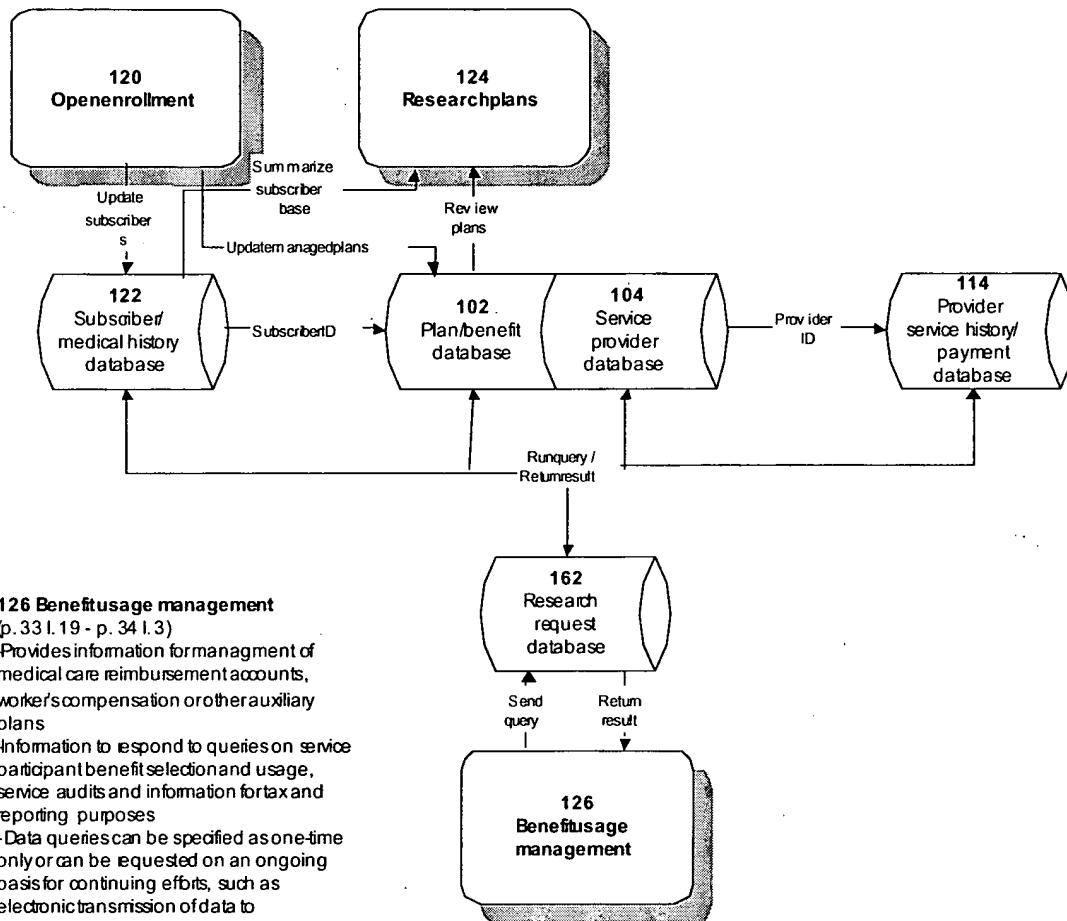 120
Openenrollment
124
Researchplans
Summarize
subscriber
base
Update
subscriber
s
Review
plans
Updatemanagedplans
122
Subscriber/
medical history
database
SubscriberID
102
Plan/benefit
database
104
Service
provider
database
Provider
ID
114
Provider
service history/
payment
database
Runquery /
Returnresult
162
Research
request
database
Send
query
Return
result
126
Benefitusage
management
126 Benefitusage management
(p. 33 l. 19 - p. 34 l. 3)
-Provides information formanagment of
medical care reimbursement accounts,
worker's compensation orotherauxiliary
plans
-Information to respond to queries on service
participant benefit selection and usage,
service audits and information fortax and
reporting purposes
-Data queries can be specified as one-time
only or can be requested on an ongoing
basis for continuing efforts, such as
electronic transmission of data to